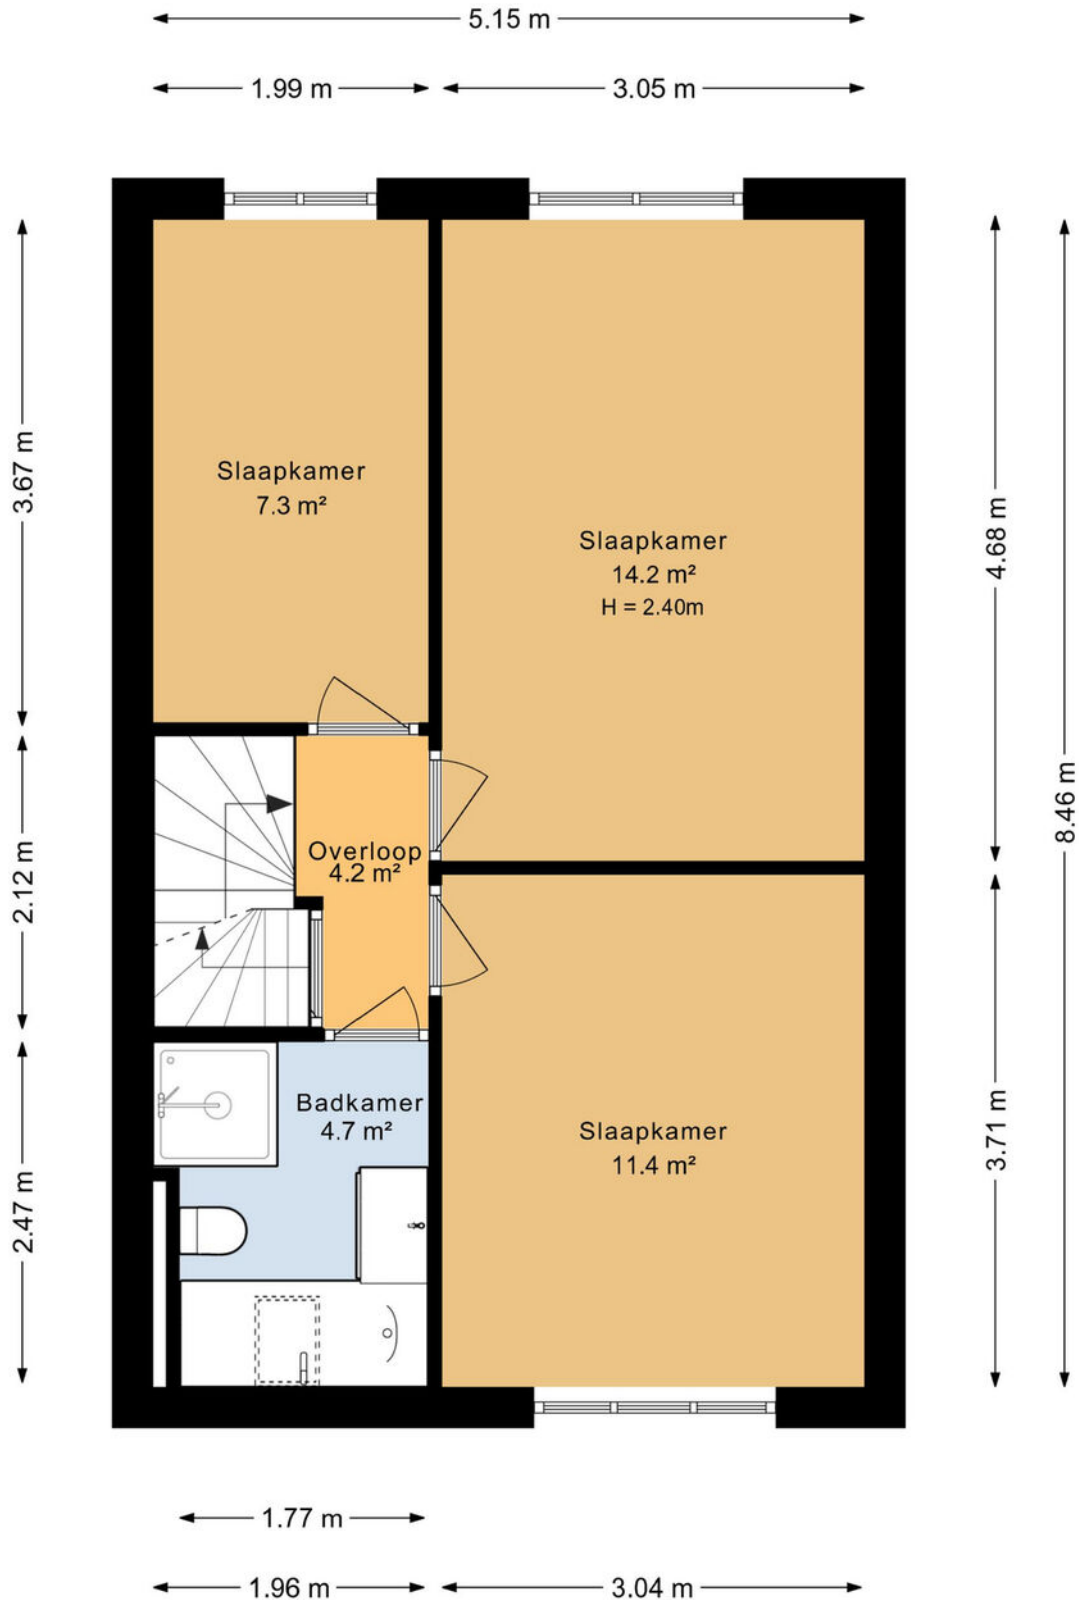 5.15 m
1.99 m
3.05 m
3.67 m
Slaapkamer
7.3 m²
4.68 m
Slaapkamer
14.2 m²
H = 2.40m
8.46 m
2.12 m
Overloop
4.2 m²
Badkamer
4.7 m²
3.71 m
Slaapkamer
11.4 m²
2.47 m
1.77 m
1.96 m
3.04 m